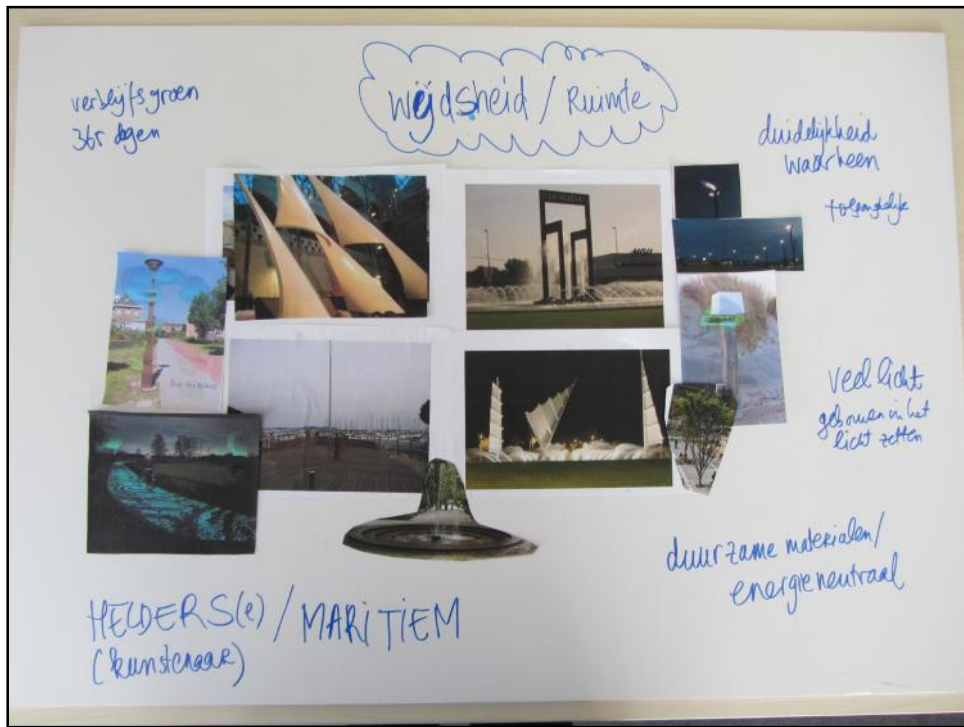 wijdsheid / Ruimte
verblijfsgroen
365 dagen
duidelijkheid
waarheen
toegankelijk
veel licht
gebouwen in het
licht zetten
duurzame materialen/
energieneutraal
HELDERS(e) / MARITIEM
(kunstenaar)